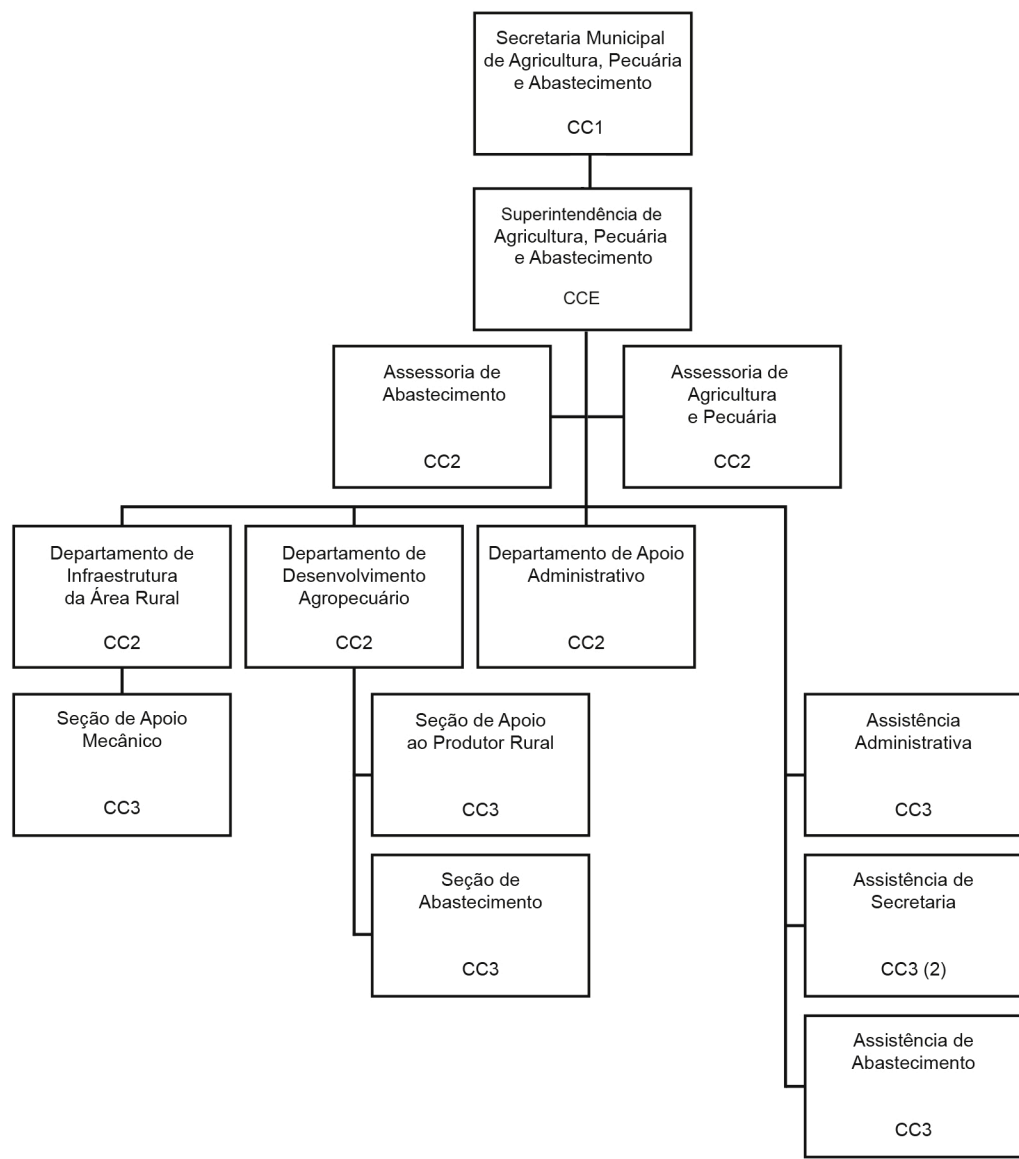 Secretaria Municipal
de Agricultura, Pecuária
e Abastecimento
CC1
Superintendência de
Agricultura, Pecuária
e Abastecimento
CCE
Assessoria de
Abastecimento
CC2
Assessoria de
Agricultura
e Pecuária
CC2
Departamento de
Infraestrutura
da Área Rural
CC2
Departamento de
Desenvolvimento
Agropecuário
CC2
Departamento de Apoio
Administrativo
CC2
Seção de Apoio
Mecânico
CC3
Seção de Apoio
ao Produtor Rural
CC3
Assistência
Administrativa
CC3
Seção de
Abastecimento
CC3
Assistência de
Secretaria
CC3 (2)
Assistência de
Abastecimento
CC3